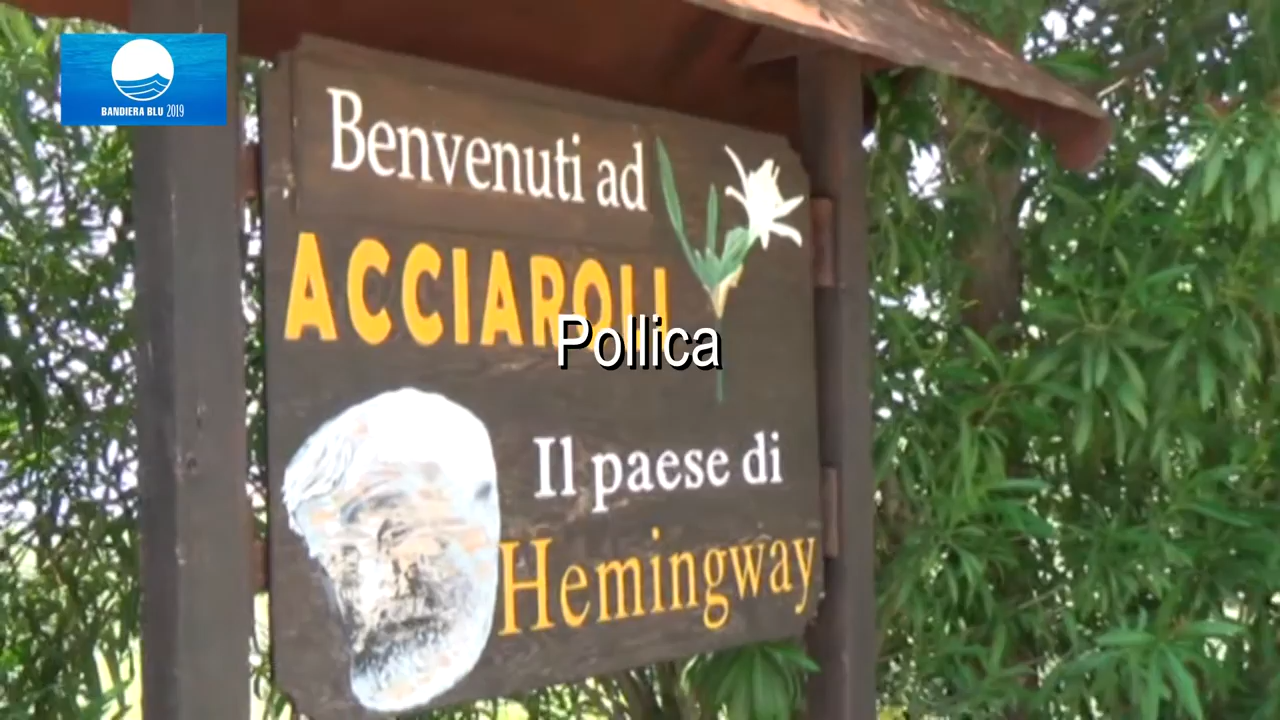 BANDIERA BLU 2019
Benvenuti ad
ACCIAROLI
Pollica
Il paese di
Hemingway